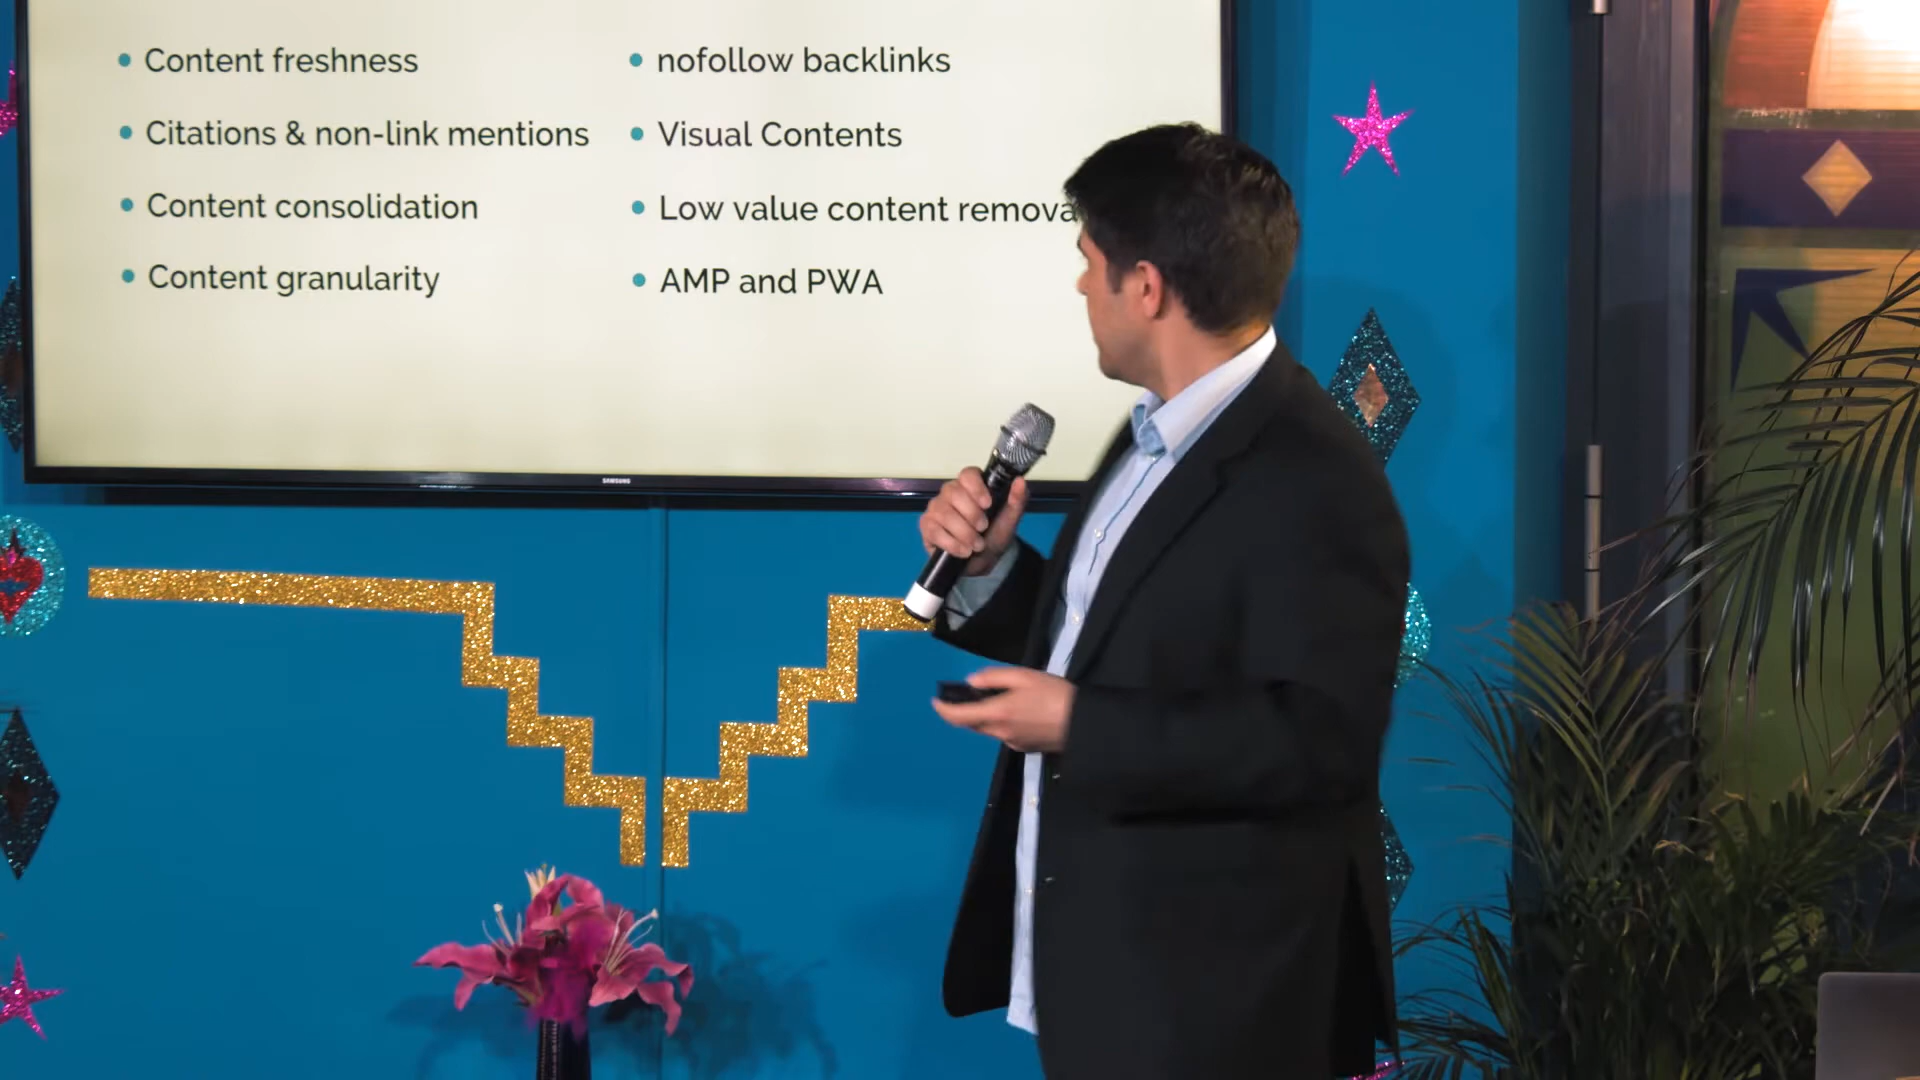 Content freshness
Citations & non-link mentions
Content consolidation
Content granularity
nofollow backlinks
Visual Contents
Low value content remova
AMP and PWA
SAMSUNG